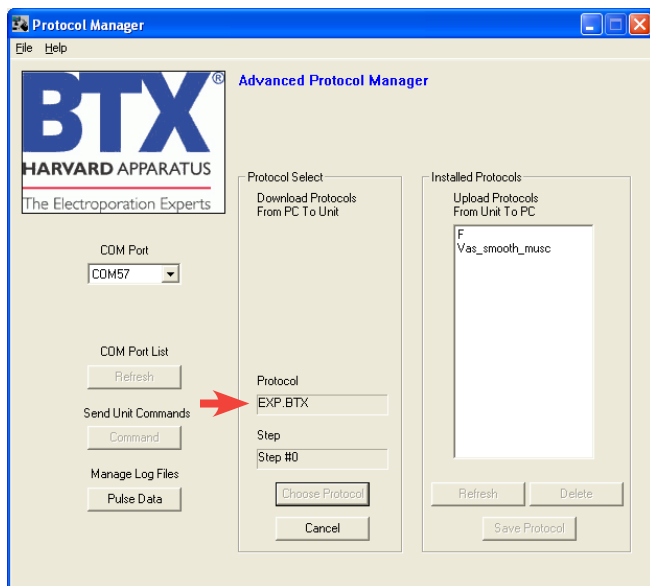 Protocol Manager
File Help
BTX®
HARVARD APPARATUS
The Electroporation Experts
Advanced Protocol Manager
COM Port
COM57
COM Port List
Refresh
Send Unit Commands
Command
Manage Log Files
Pulse Data
Protocol Select
Download Protocols
From PC To Unit
Protocol
EXP.BTX
Step
Step #0
Choose Protocol
Cancel
Installed Protocols
Upload Protocols
From Unit To PC
F
Vas_smooth_musc
Refresh Delete
Save Protocol